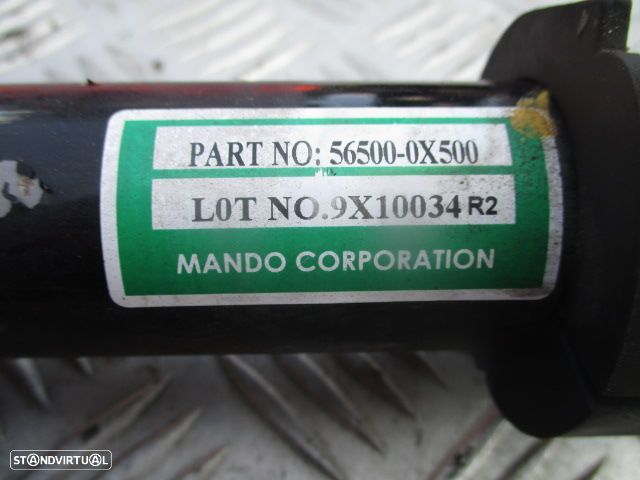 PART NO: 56500-0X500
L0T NO.9X10034 R2
MANDO CORPORATION
STANDVIRTUAL